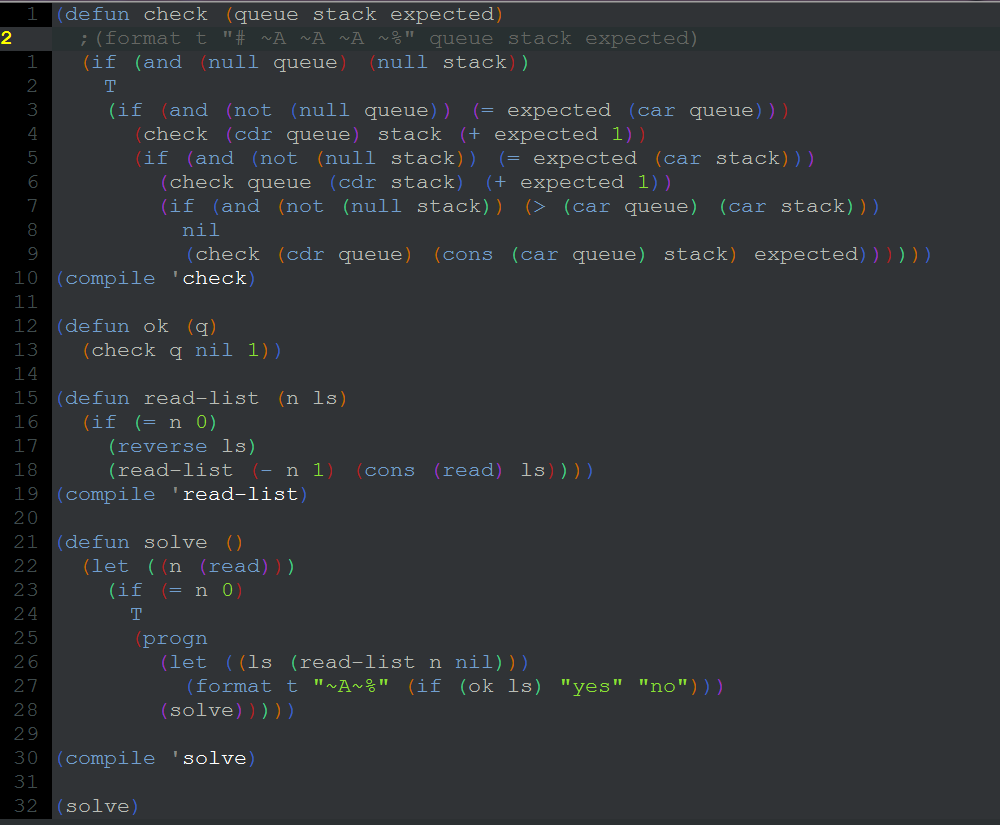 1 (defun check (queue stack expected)
2 ;(format t "# ~A ~A ~A ~%" queue stack expected)
1 (if (and (null queue) (null stack))
2 T
3 (if (and (not (null queue)) (= expected (car queue)))
4 (check (cdr queue) stack (+ expected 1))
5 (if (and (not (null stack)) (= expected (car stack)))
6 (check queue (cdr stack) (+ expected 1))
7 (if (and (not (null stack)) (> (car queue) (car stack)))
8 nil
9 (check (cdr queue) (cons (car queue) stack) expected))))))
10 (compile 'check)
11
12 (defun ok (q)
13 (check q nil 1))
14
15 (defun read-list (n ls)
16 (if (= n 0)
17 (reverse ls)
18 (read-list (- n 1) (cons (read) ls))))
19 (compile 'read-list)
20
21 (defun solve ()
22 (let ((n (read)))
23 (if (= n 0)
24 T
25 (progn
26 (let ((ls (read-list n nil)))
27 (format t "~A~%" (if (ok ls) "yes" "no")))
28 (solve)))))
29
30 (compile 'solve)
31
32 (solve)